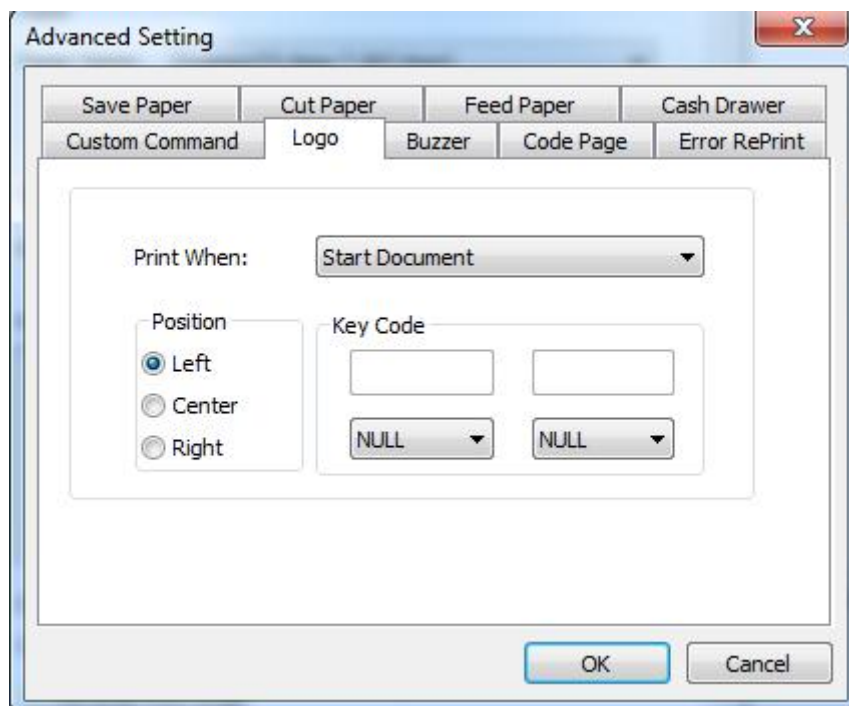 Advanced Setting
Save Paper Cut Paper Feed Paper Cash Drawer
Custom Command Logo Buzzer Code Page Error RePrint
Print When: Start Document
Position Key Code
Left
Center
Right NULL NULL
OK Cancel